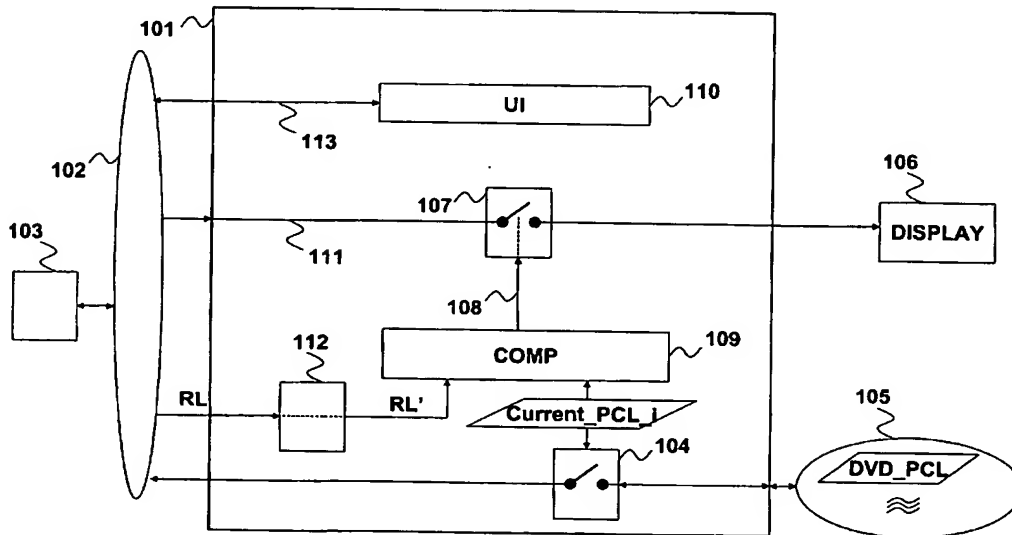 101
UI
110
113
102
106
107
DISPLAY
103
111
108
112
COMP
109
RL
RL'
Current_PCL_i
105
104
DVD_PCL